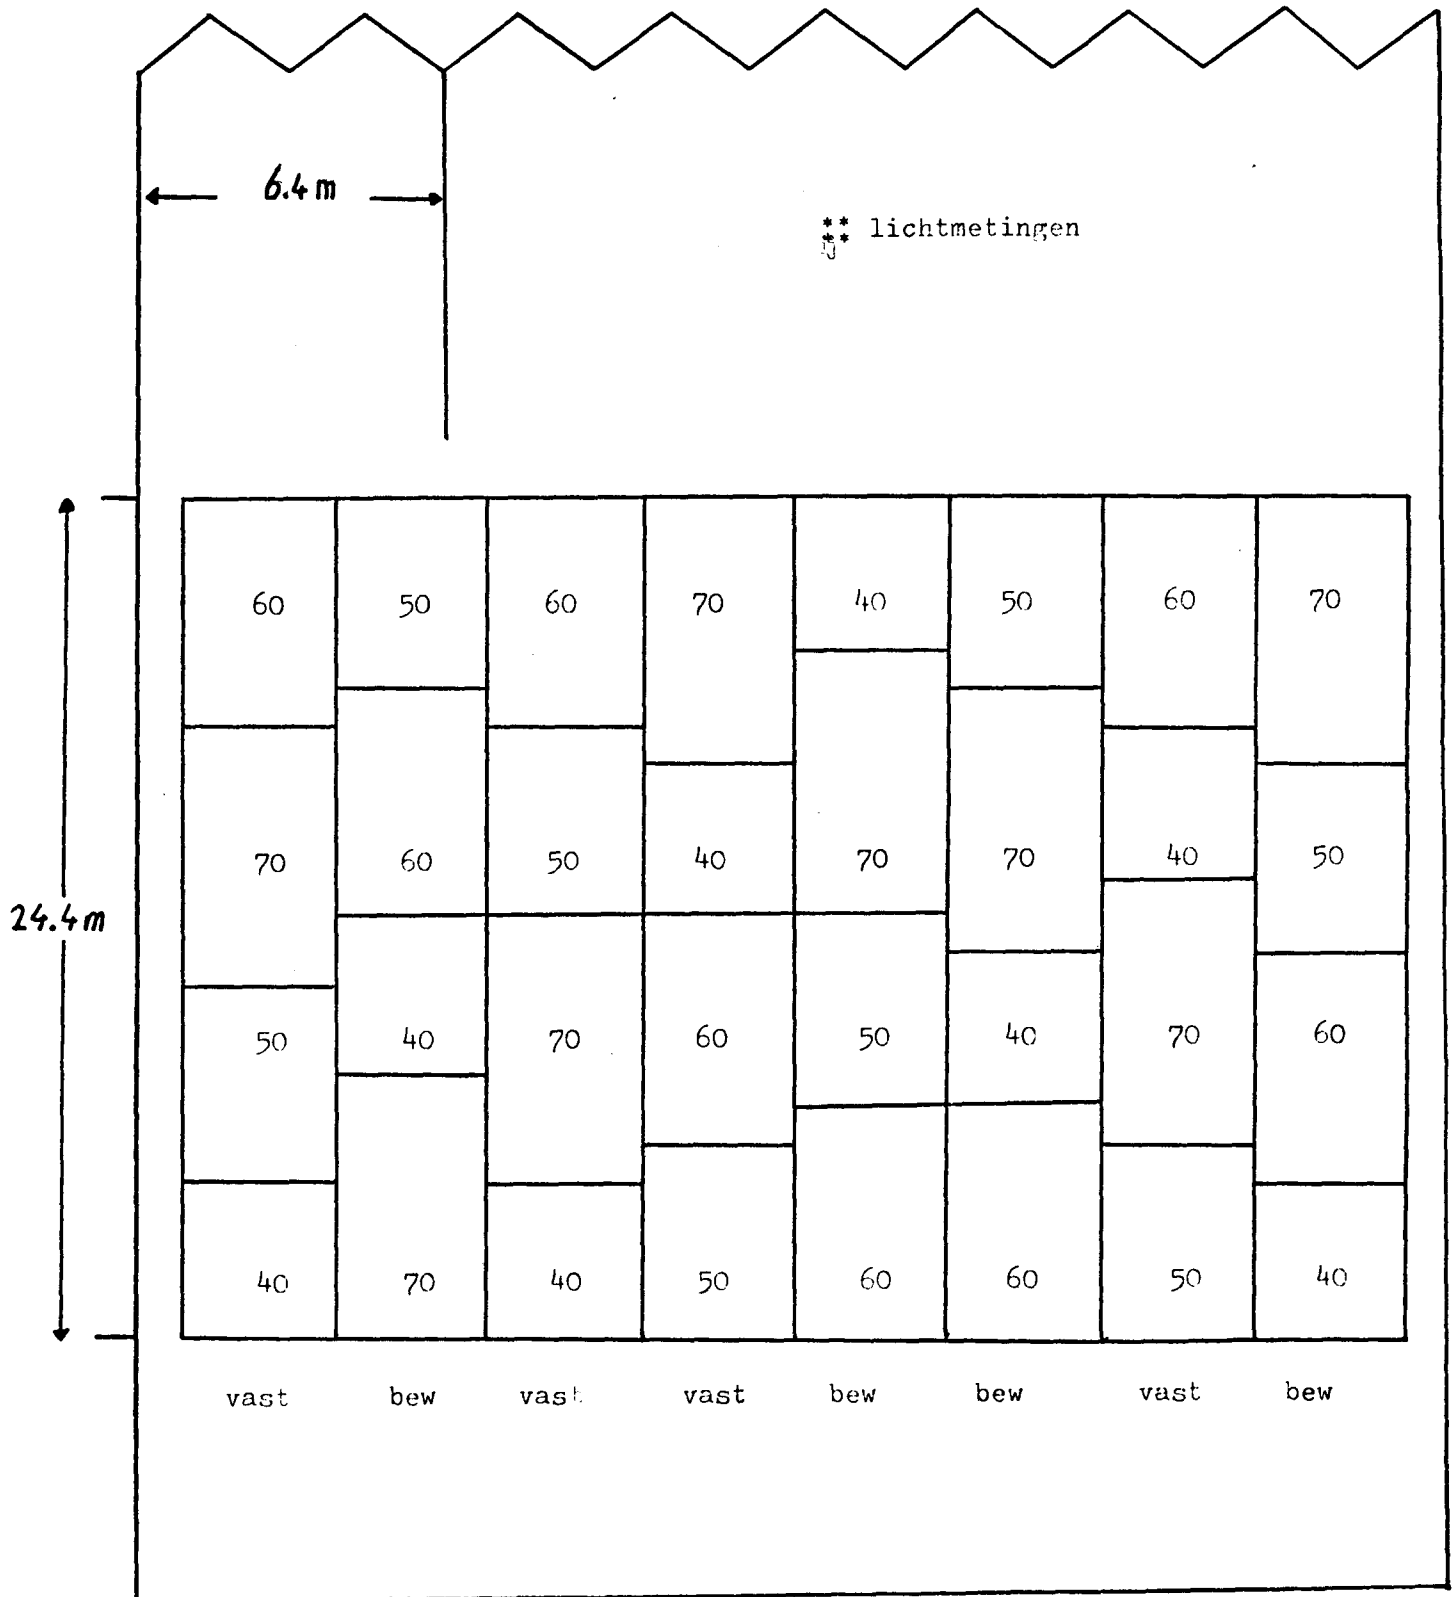 6.4 m
** lichtmetingen
**
60 50 60 70 40 50 60 70
70 60 50 40 70 70 40 50
24.4 m
50 40 70 60 50 40 70 60
40 70 40 50 60 60 50 40
vast bew vast vast bew bew vast bew